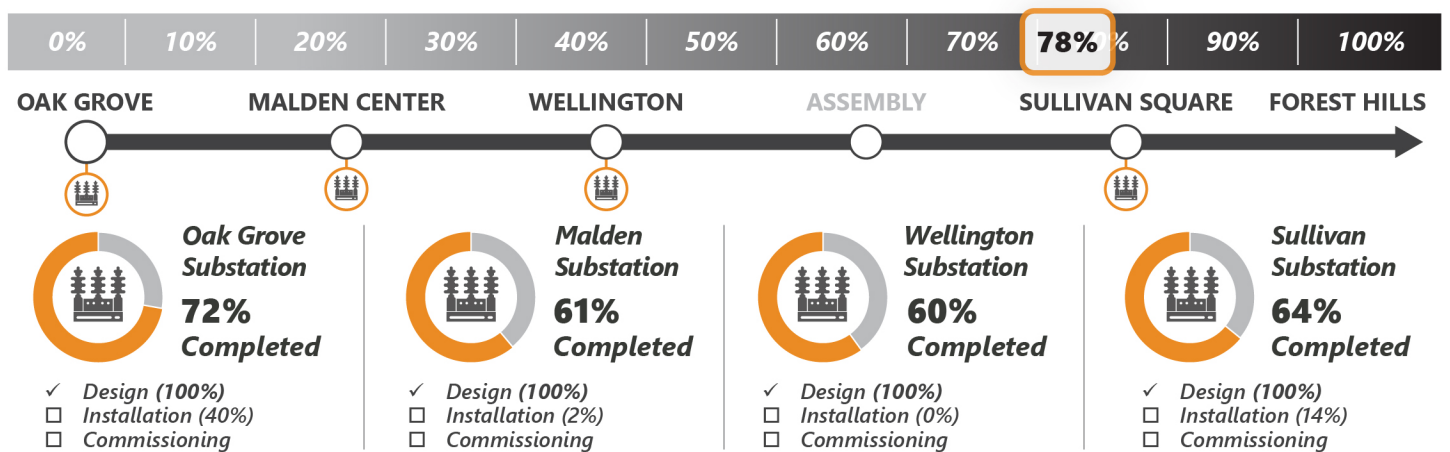 0% 10% 20% 30% 40% 50% 60% 70% 78% 90% 100%
OAK GROVE MALDEN CENTER WELLINGTON ASSEMBLY SULLIVAN SQUARE FOREST HILLS
Oak Grove
Substation
72%
Completed
✓ Design (100%)
☐ Installation (40%)
☐ Commissioning
Malden
Substation
61%
Completed
✓ Design (100%)
☐ Installation (2%)
☐ Commissioning
Wellington
Substation
60%
Completed
✓ Design (100%)
☐ Installation (0%)
☐ Commissioning
Sullivan
Substation
64%
Completed
✓ Design (100%)
☐ Installation (14%)
☐ Commissioning